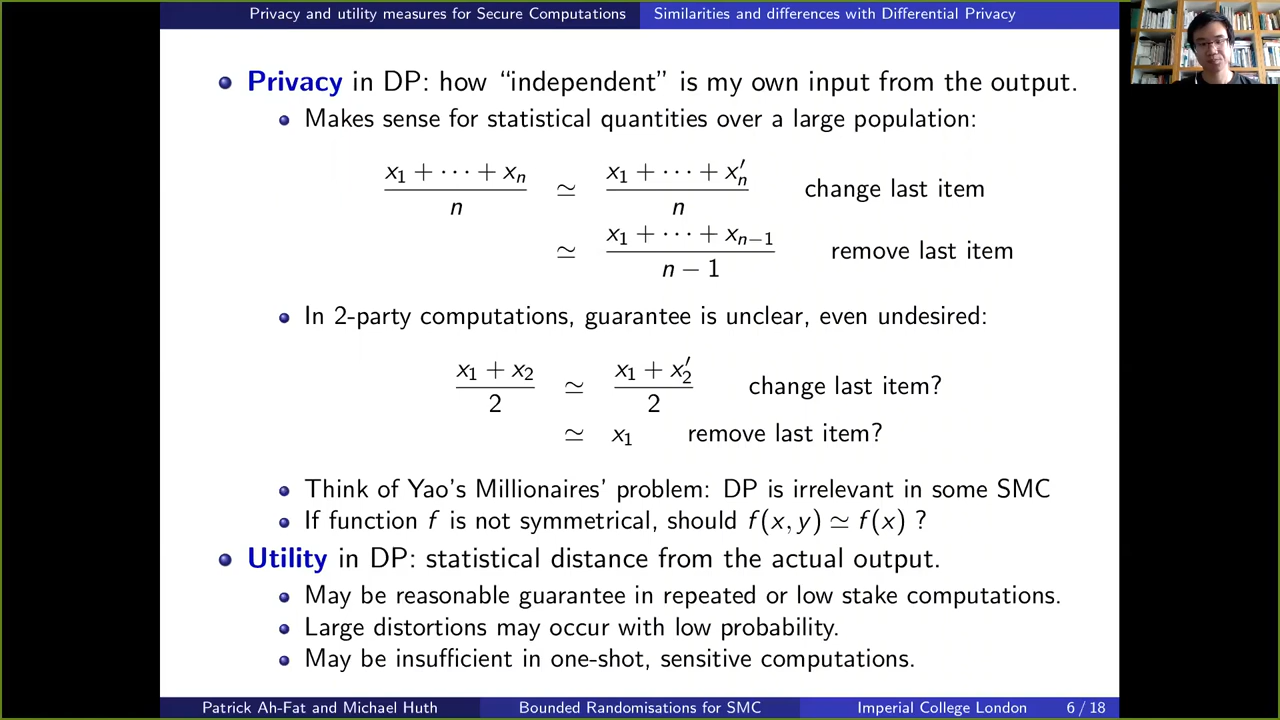 Privacy and utility measures for Secure Computations Similarities and differences with Differential Privacy
Privacy in DP: how “independent” is my own input from the output.
Makes sense for statistical quantities over a large population:
(x₁ + ⋯ + xₙ)/n ≃ (x₁ + ⋯ + x′ₙ)/n change last item
≃ (x₁ + ⋯ + xₙ₋₁)/(n − 1) remove last item
In 2-party computations, guarantee is unclear, even undesired:
(x₁ + x₂)/2 ≃ (x₁ + x′₂)/2 change last item?
≃ x₁ remove last item?
Think of Yao’s Millionaires’ problem: DP is irrelevant in some SMC
If function f is not symmetrical, should f(x, y) ≃ f(x) ?
Utility in DP: statistical distance from the actual output.
May be reasonable guarantee in repeated or low stake computations.
Large distortions may occur with low probability.
May be insufficient in one-shot, sensitive computations.
Patrick Ah-Fat and Michael Huth Bounded Randomisations for SMC Imperial College London 6 / 18